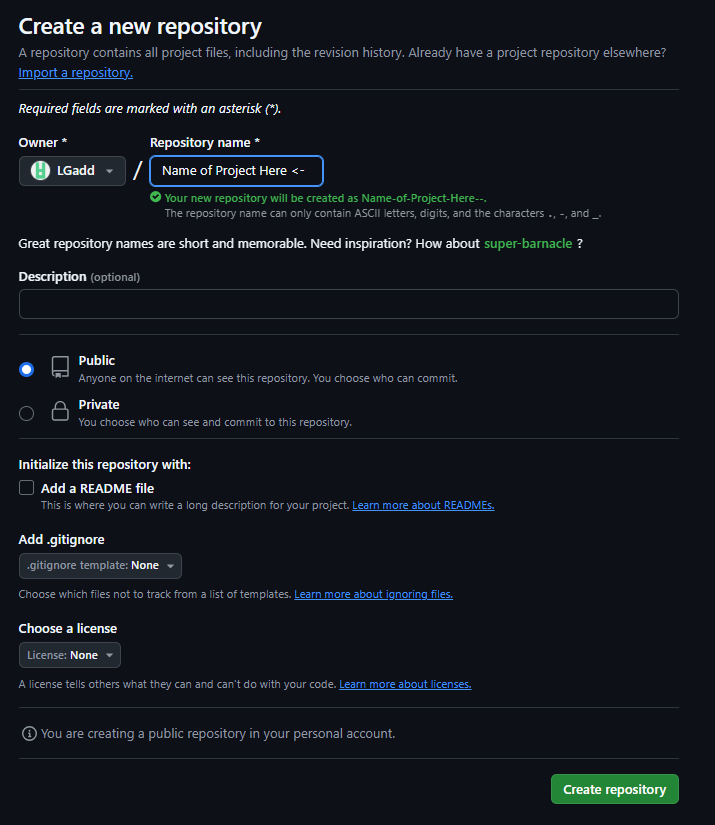 Create a new repository
A repository contains all project files, including the revision history. Already have a project repository elsewhere?
Import a repository.
Required fields are marked with an asterisk (*).
Owner * Repository name *
LGadd / Name of Project Here <-
Your new repository will be created as Name-of-Project-Here--.
The repository name can only contain ASCII letters, digits, and the characters ., -, and _.
Great repository names are short and memorable. Need inspiration? How about super-barnacle ?
Description (optional)
Public
Anyone on the internet can see this repository. You choose who can commit.
Private
You choose who can see and commit to this repository.
Initialize this repository with:
Add a README file
This is where you can write a long description for your project. Learn more about READMEs.
Add .gitignore
.gitignore template: None
Choose which files not to track from a list of templates. Learn more about ignoring files.
Choose a license
License: None
A license tells others what they can and can't do with your code. Learn more about licenses.
You are creating a public repository in your personal account.
Create repository